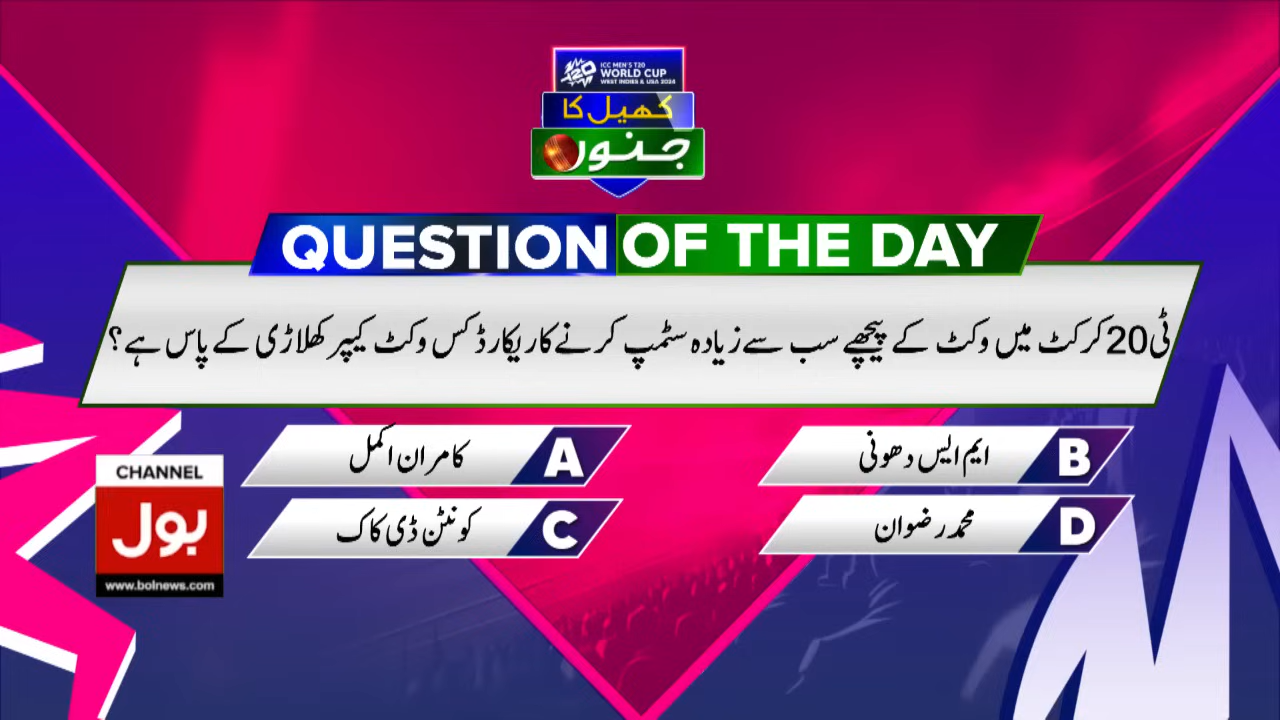 ICC MEN'S T20
WORLD CUP
WEST INDIES & USA 2024
کھیل کا
جنون
QUESTION OF THE DAY
ٹی20 کرکٹ میں وکٹ کے پیچھے سب سے زیادہ سٹمپ کرنے کا ریکارڈ کس وکٹ کیپر کھلاڑی کے پاس ہے؟
کامران اکمل A
ایم ایس دھونی B
کونٹن ڈی کاک C
محمد رضوان D
CHANNEL
بول
www.bolnews.com